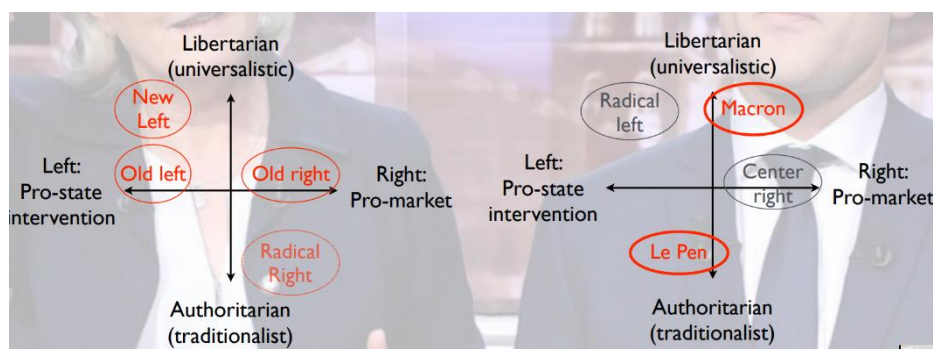 Libertarian
(universalistic)
New
Left
Left:
Pro-state
intervention
Old left
Old right
Right:
Pro-market
Radical
Right
Authoritarian
(traditionalist)
Libertarian
(universalistic)
Radical
left
Macron
Left:
Pro-state
intervention
Center
right
Right:
Pro-market
Le Pen
Authoritarian
(traditionalist)